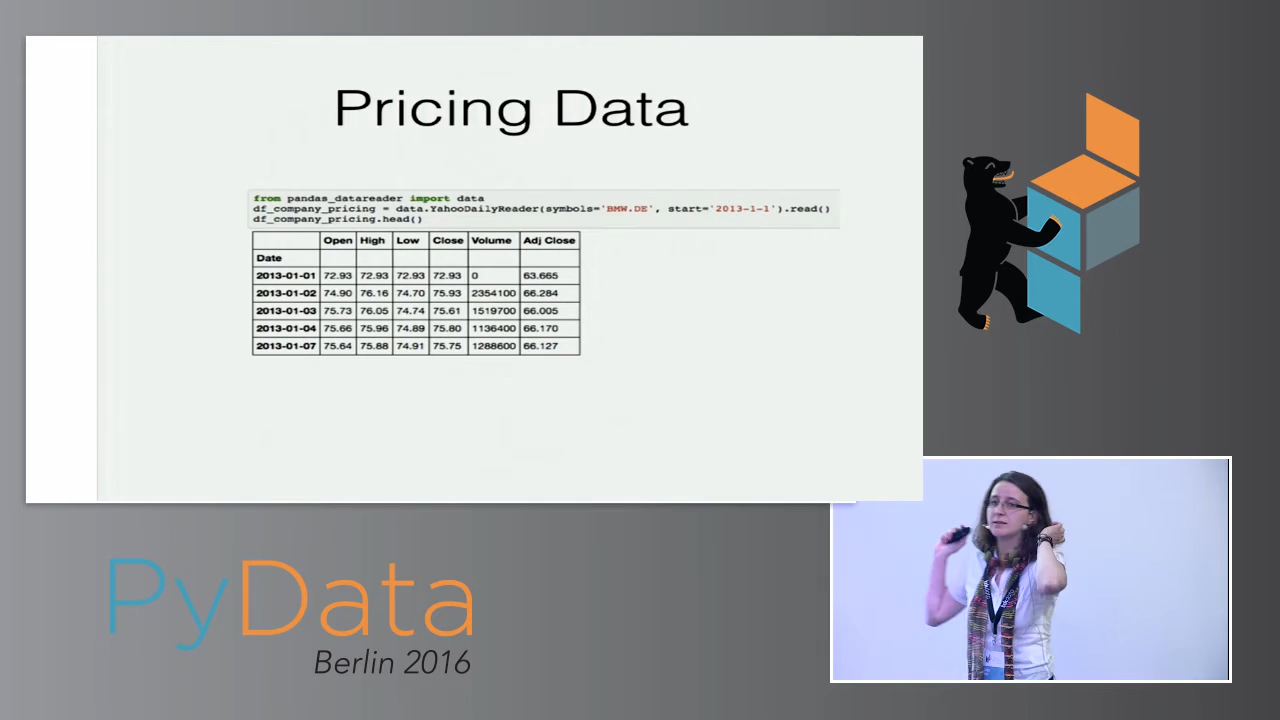 Pricing Data
from pandas_datareader import data
df_company_pricing = data.YahooDailyReader(symbols='BMW.DE', start='2013-1-1').read()
df_company_pricing.head()
Open High Low Close Volume Adj Close
Date
2013-01-01 72.93 72.93 72.93 72.93 0 63.665
2013-01-02 74.90 76.16 74.70 75.93 2354100 66.284
2013-01-03 75.73 76.05 74.74 75.61 1519700 66.005
2013-01-04 75.66 75.96 74.89 75.80 1136400 66.170
2013-01-07 75.64 75.88 74.91 75.75 1288600 66.127
PyData
Berlin 2016